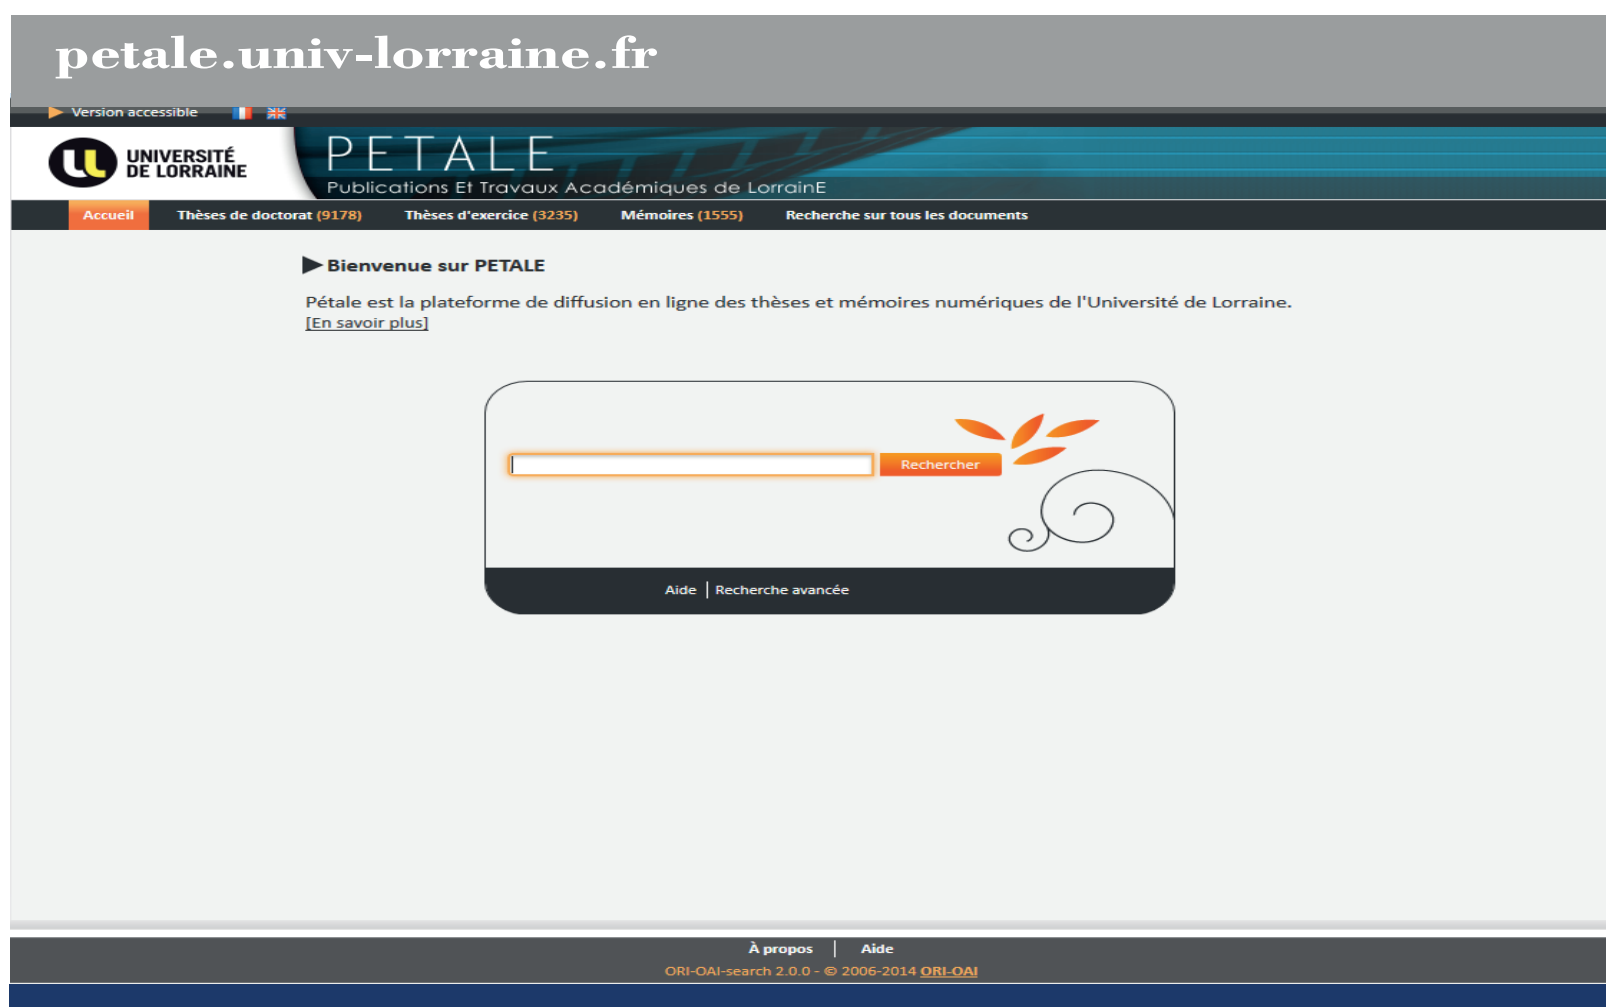 petale.univ-lorraine.fr
Version accessible
UNIVERSITÉ
DE LORRAINE
PETALE
Publications Et Travaux Académiques de LorrainE
Accueil Thèses de doctorat (9178) Thèses d'exercice (3235) Mémoires (1555) Recherche sur tous les documents
Bienvenue sur PETALE
Pétale est la plateforme de diffusion en ligne des thèses et mémoires numériques de l'Université de Lorraine.
[En savoir plus]
Rechercher
Aide | Recherche avancée
À propos | Aide
ORI-OAI-search 2.0.0 - © 2006-2014 ORI-OAI